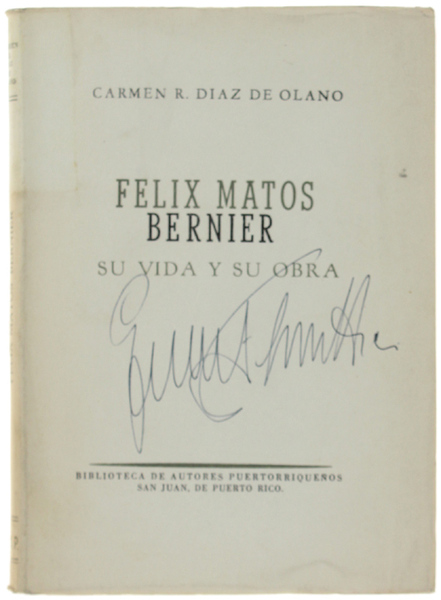 CARMEN R. DIAZ DE OLANO
FELIX MATOS
BERNIER
SU VIDA Y SU OBRA
BIBLIOTECA DE AUTORES PUERTORRIQUEÑOS
SAN JUAN, DE PUERTO RICO.